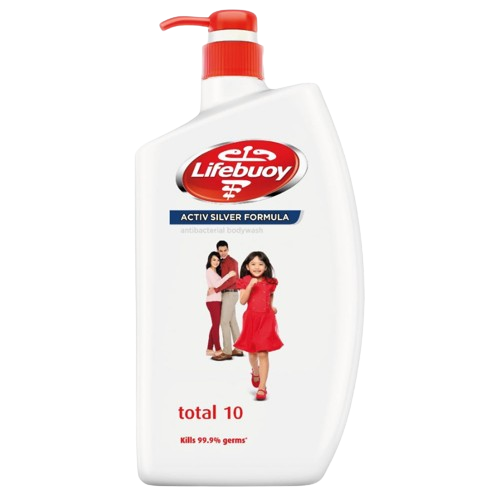 Lifebuoy
ACTIV SILVER FORMULA
antibacterial bodywash
total 10
Kills 99.9% germs*